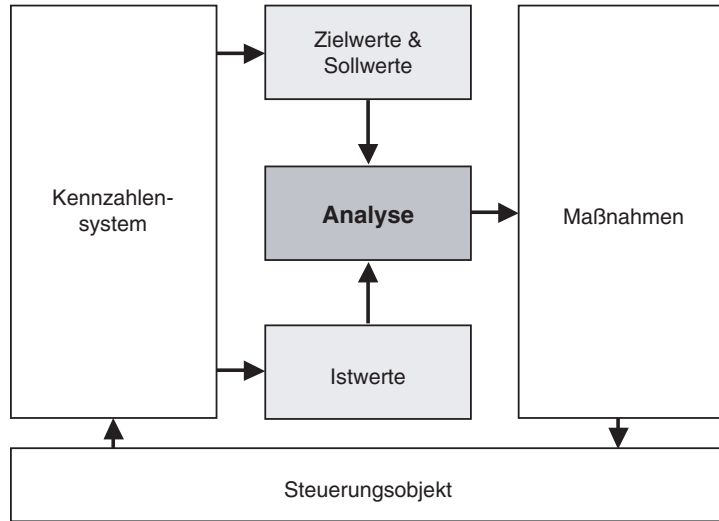 Zielwerte &
Sollwerte
Kennzahlen-
system
Analyse
Maßnahmen
Istwerte
Steuerungsobjekt